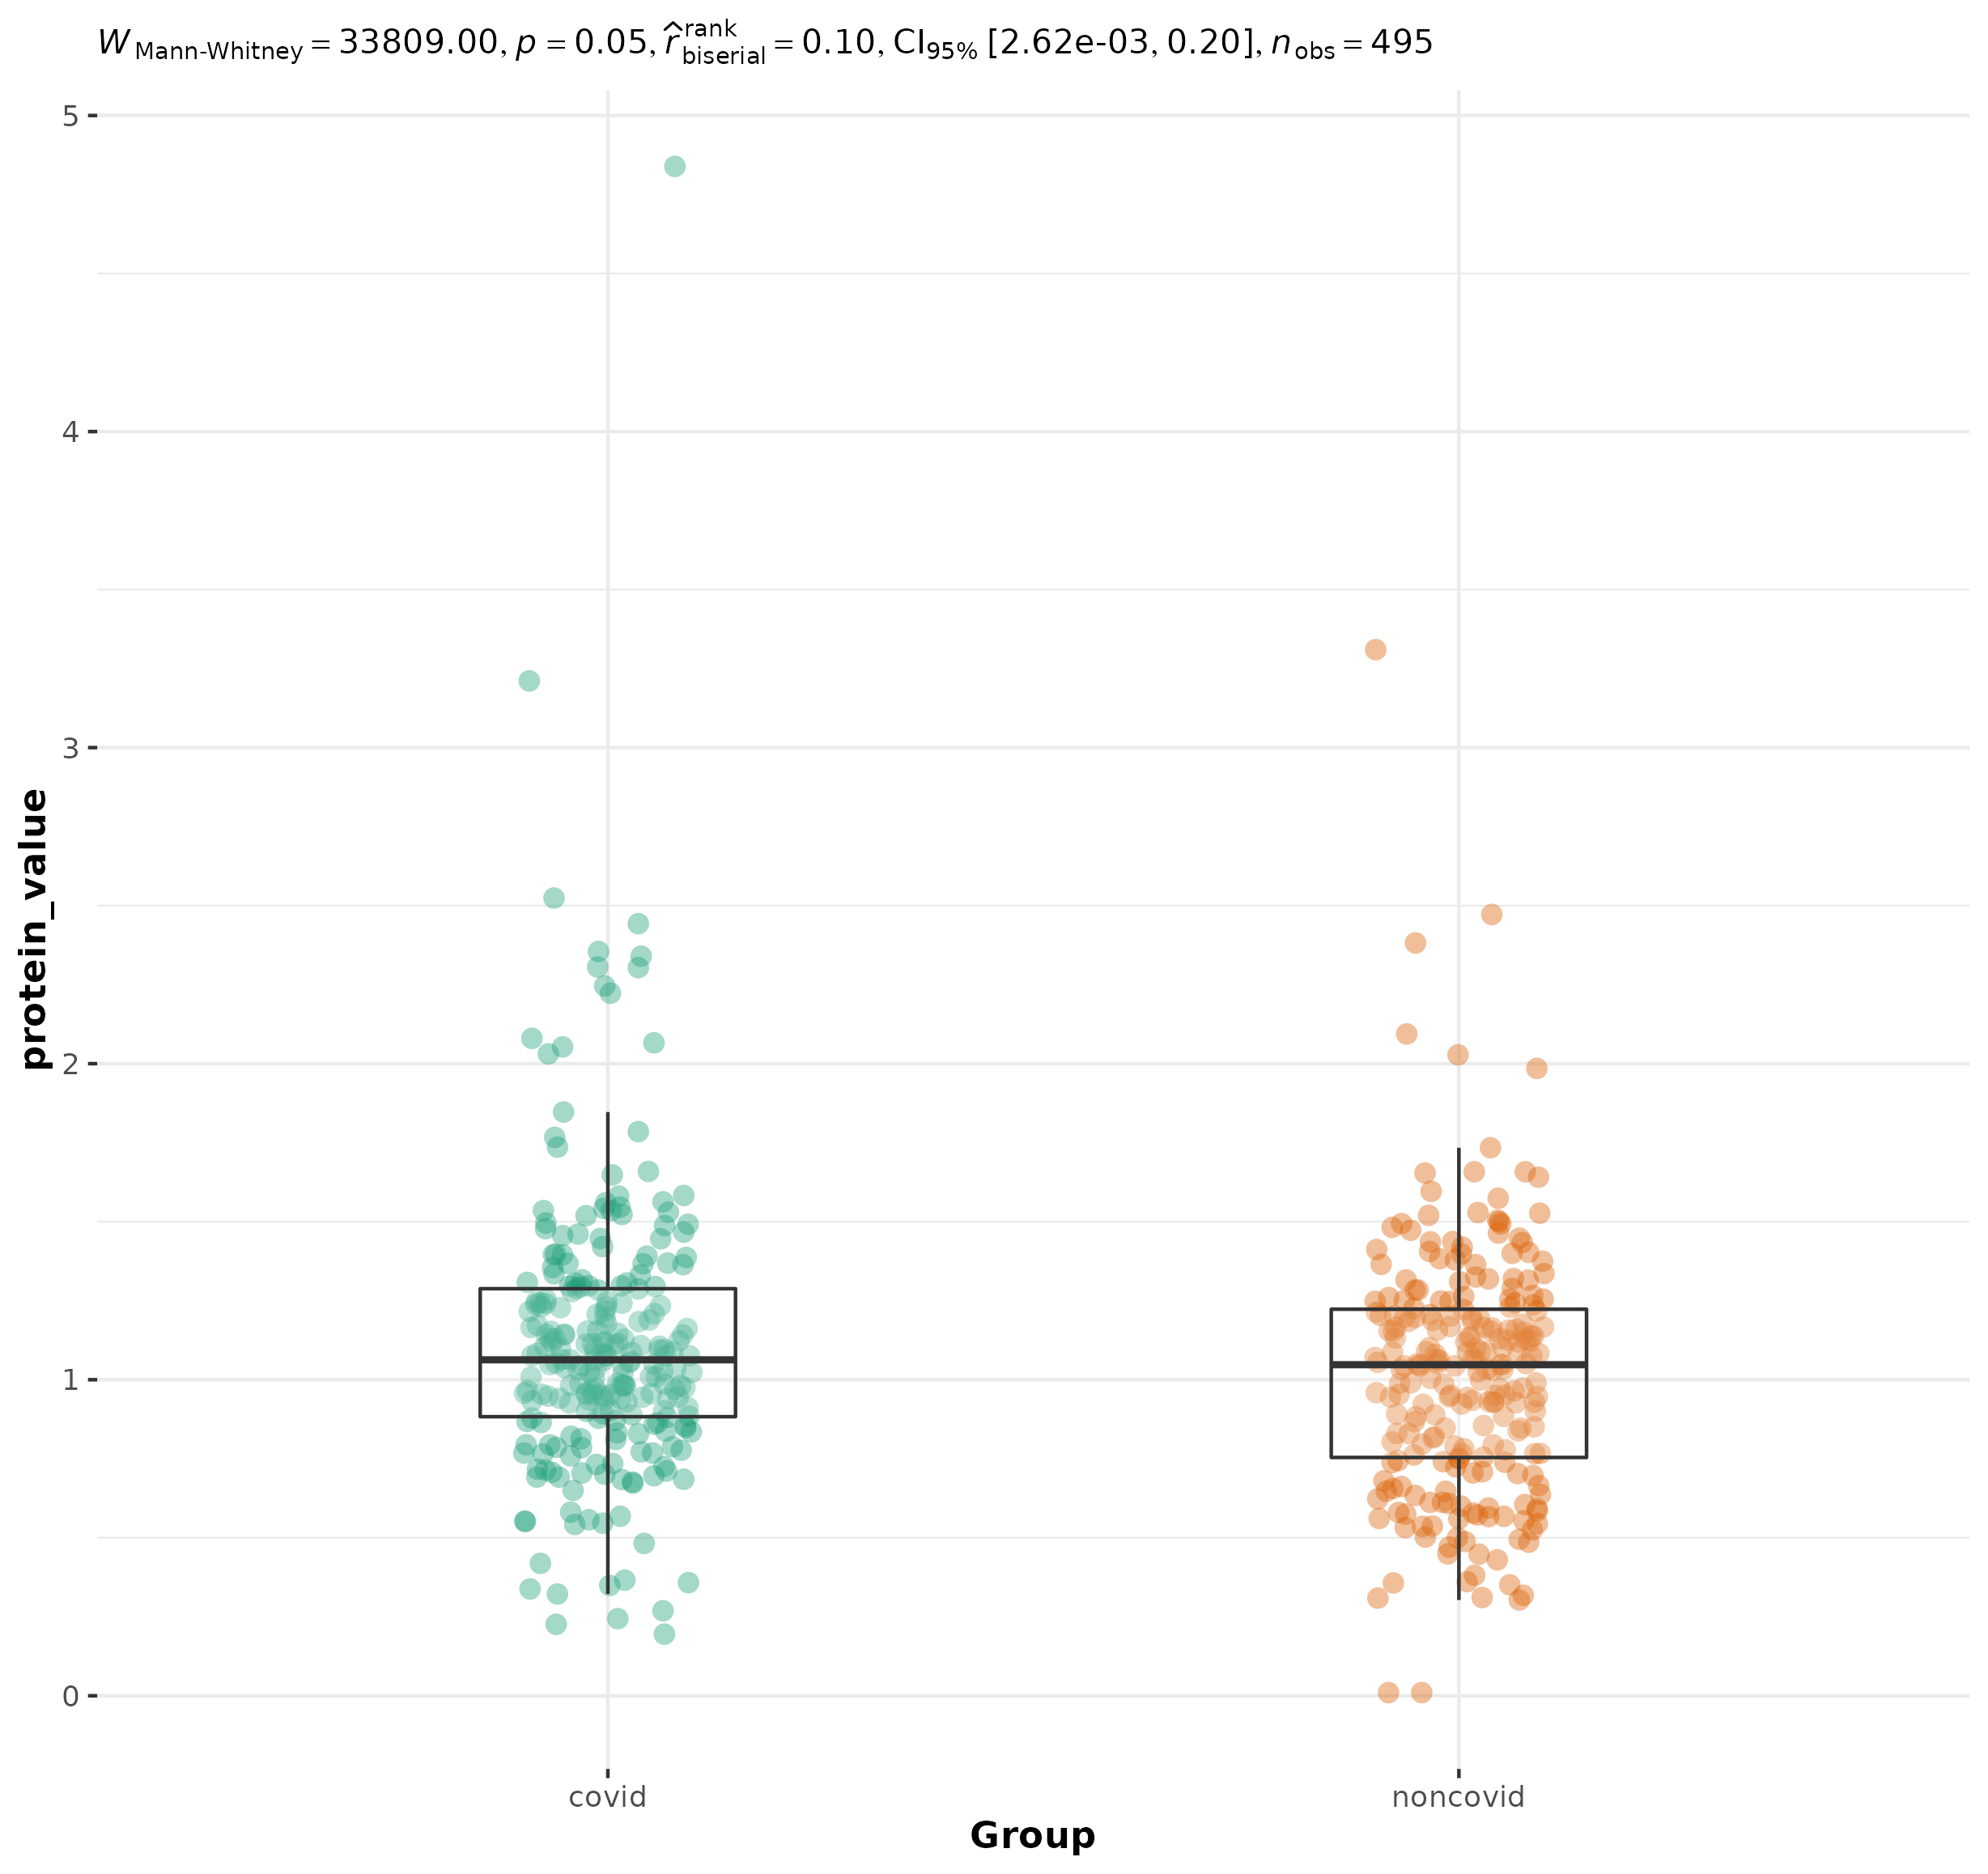 W Mann-Whitney = 33809.00, p = 0.05, r̂ rank biserial = 0.10, CI95% [2.62e-03, 0.20], nobs = 495
5
4
3
2
1
0
protein_value
covid noncovid
Group